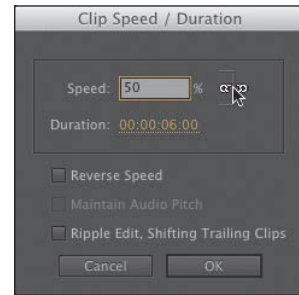 Clip Speed / Duration
Speed: 50 %
Duration: 00:00:06:00
Reverse Speed
Maintain Audio Pitch
Ripple Edit, Shifting Trailing Clips
Cancel OK